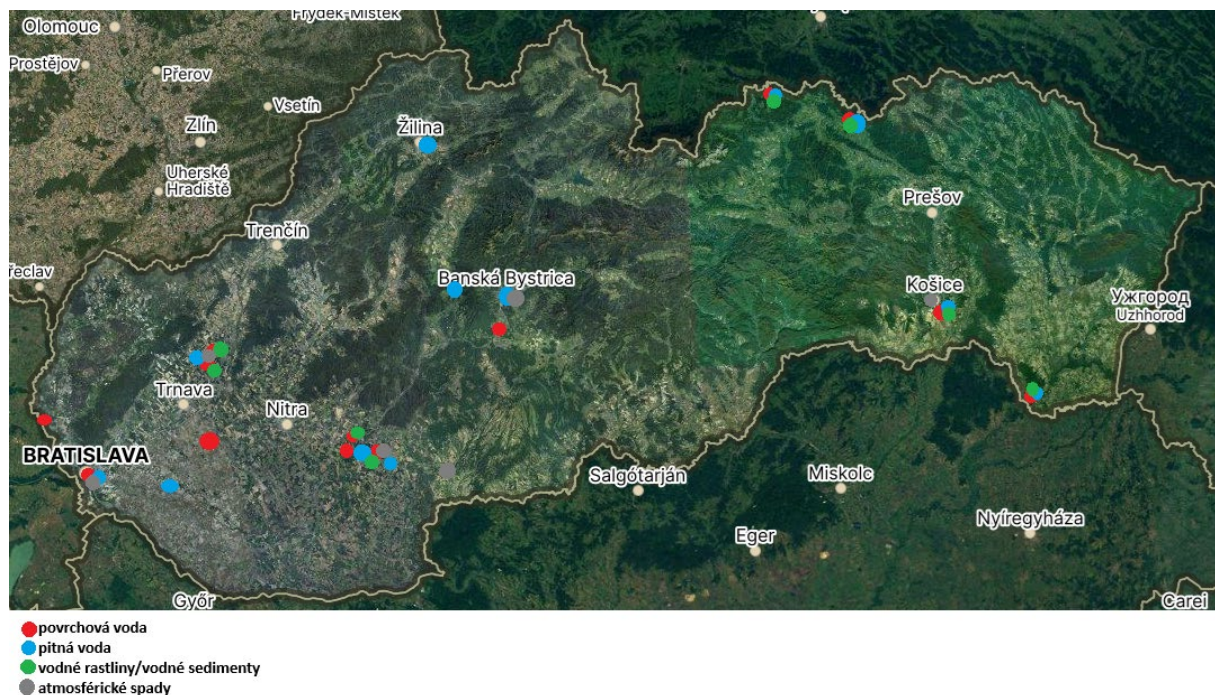 Frýdek-Místek
Olomouc
Prostějov
Přerov
Vsetín
Zlín
Žilina
Uherské
Hradiště
Prešov
Trenčín
řeclav
Banská Bystrica
Košice
Ужгород
Uzhhorod
Trnava
Nitra
BRATISLAVA
Salgótarján
Miskolc
Nyíregyháza
Eger
Győr
Carei
povrchová voda
pitná voda
vodné rastliny/vodné sedimenty
atmosférické spady